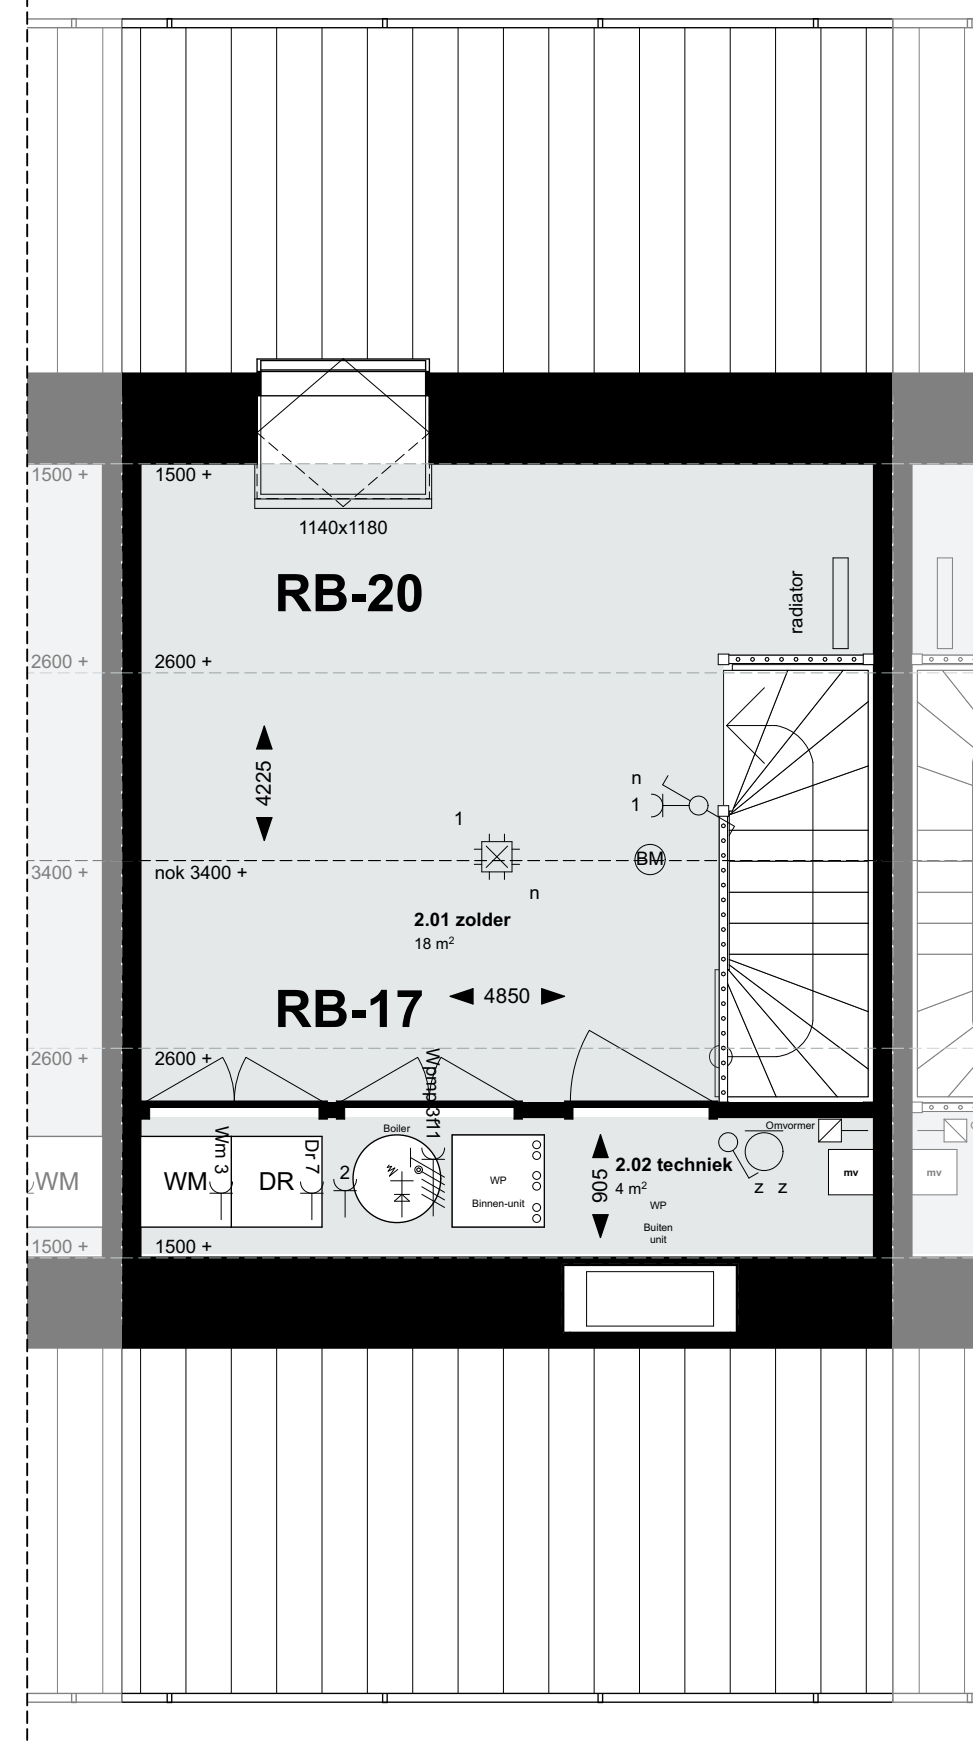 1500 +
1500 +
1140x1180
RB-20
radiator
2600 +
2600 +
4225
n
1
1
BM
3400 +
nok 3400 +
n
2.01 zolder
18 m²
RB-17
4850
2600 +
2600 +
Omvormer
Boiler
WM
WM
Wm 3
DR
Dr 7
2
WP
Binnen-unit
905
2.02 techniek
4 m²
WP
Buiten
unit
z z
mv
mv
1500 +
1500 +